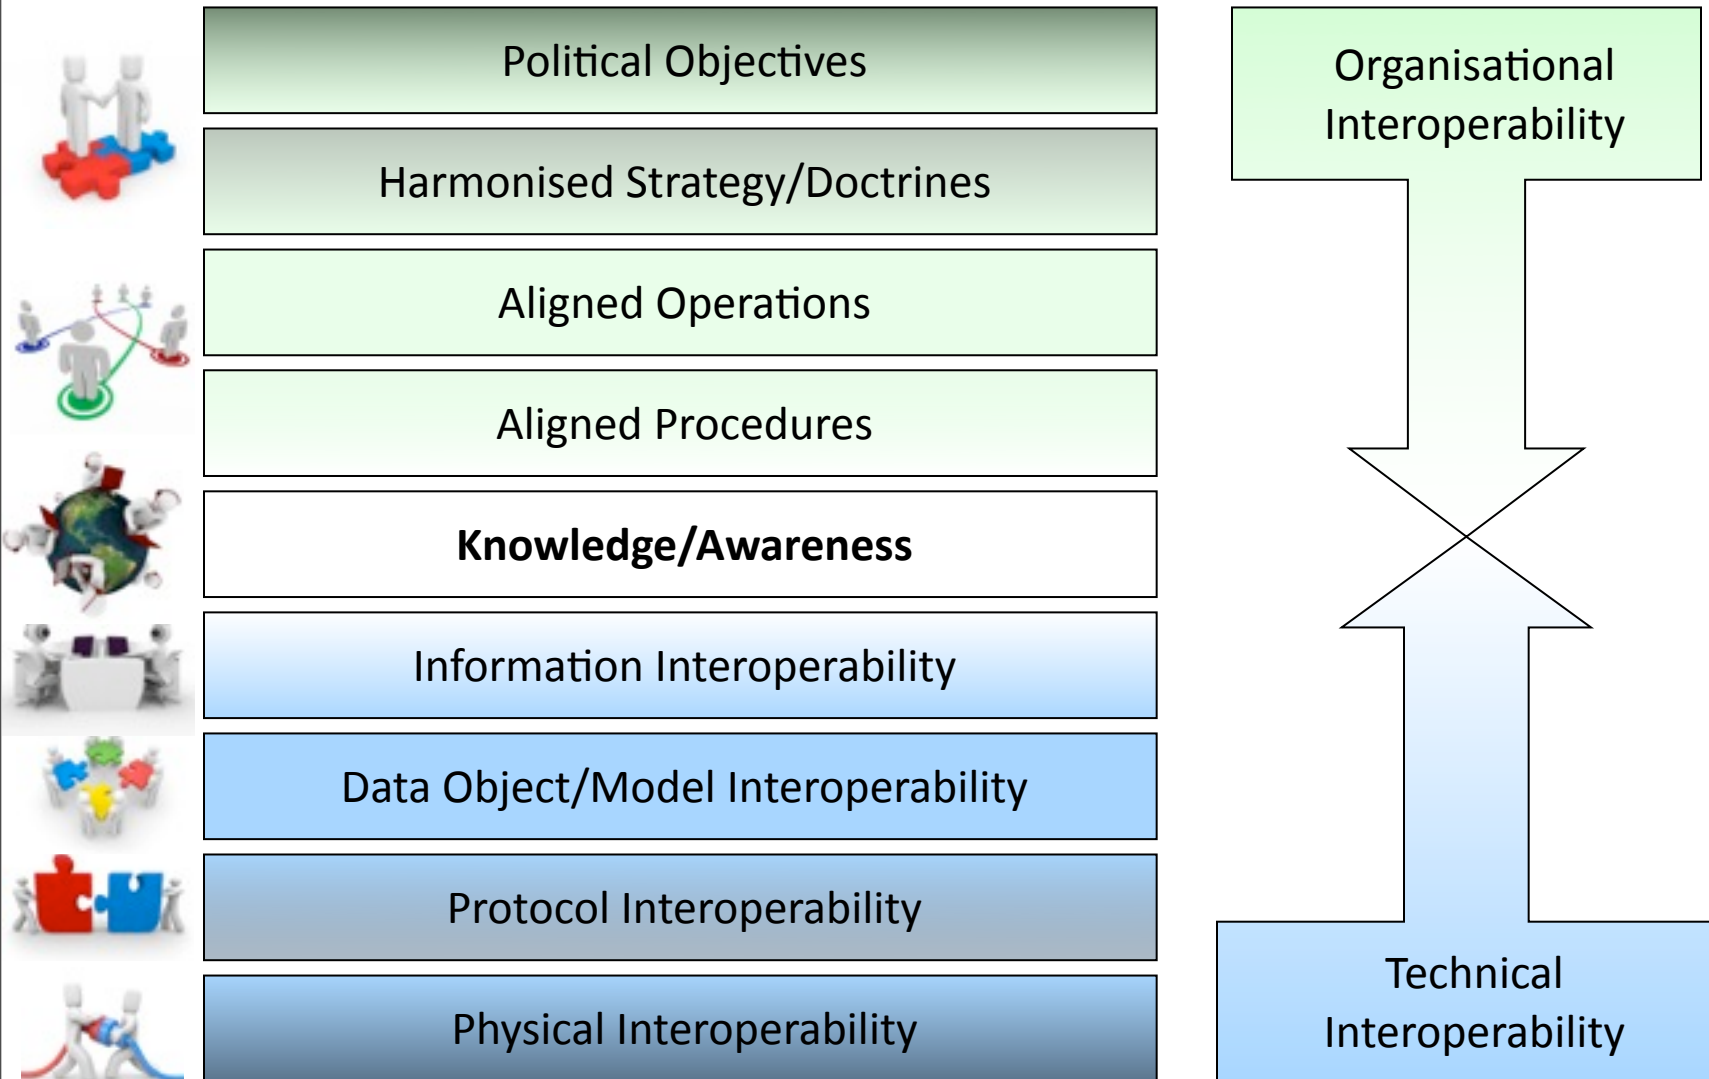 Political Objectives
Harmonised Strategy/Doctrines
Aligned Operations
Aligned Procedures
Knowledge/Awareness
Information Interoperability
Data Object/Model Interoperability
Protocol Interoperability
Physical Interoperability
Organisational
Interoperability
Technical
Interoperability